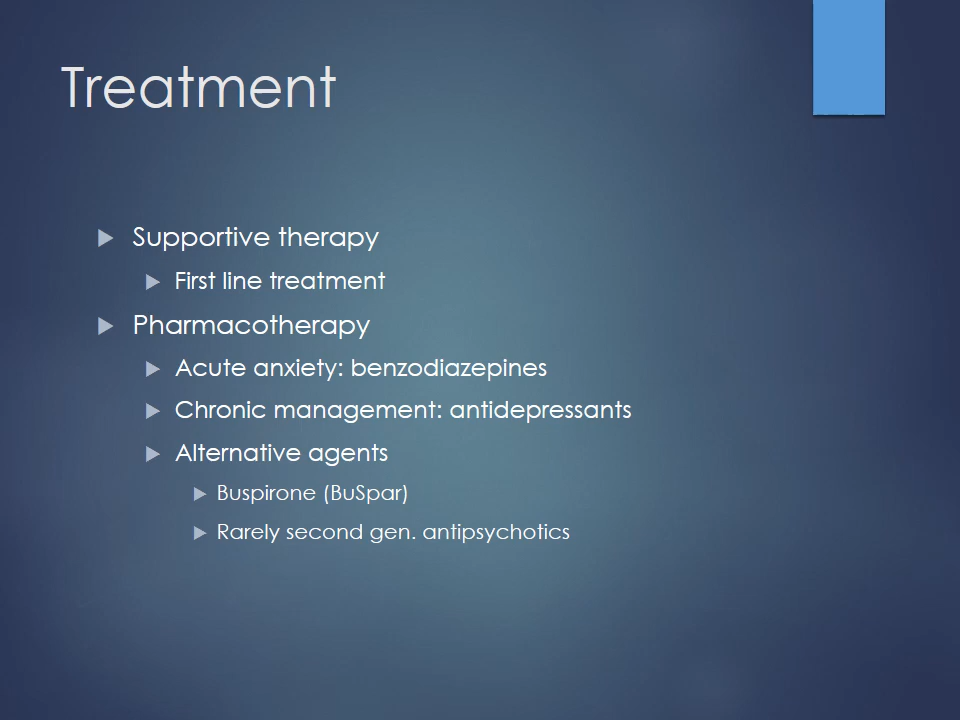 Treatment
Supportive therapy
First line treatment
Pharmacotherapy
Acute anxiety: benzodiazepines
Chronic management: antidepressants
Alternative agents
Buspirone (BuSpar)
Rarely second gen. antipsychotics